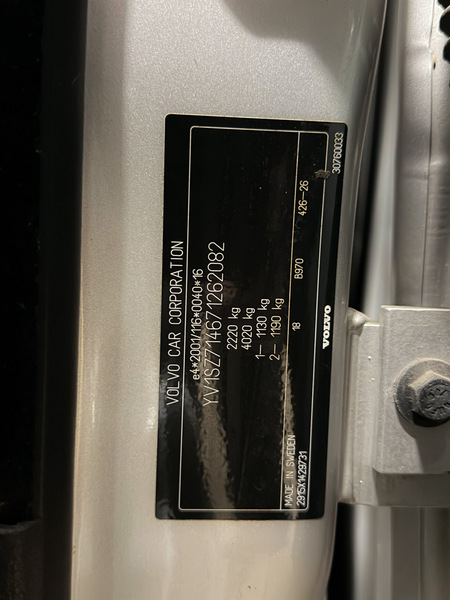 VOLVO CAR CORPORATION
e4*2001/116*0040*16
YV1SZ714671262082
2220 kg
4020 kg
1— 1130 kg
2— 1190 kg
MADE IN SWEDEN
2915X1429731
18 B970 426-26
VOLVO
30760033